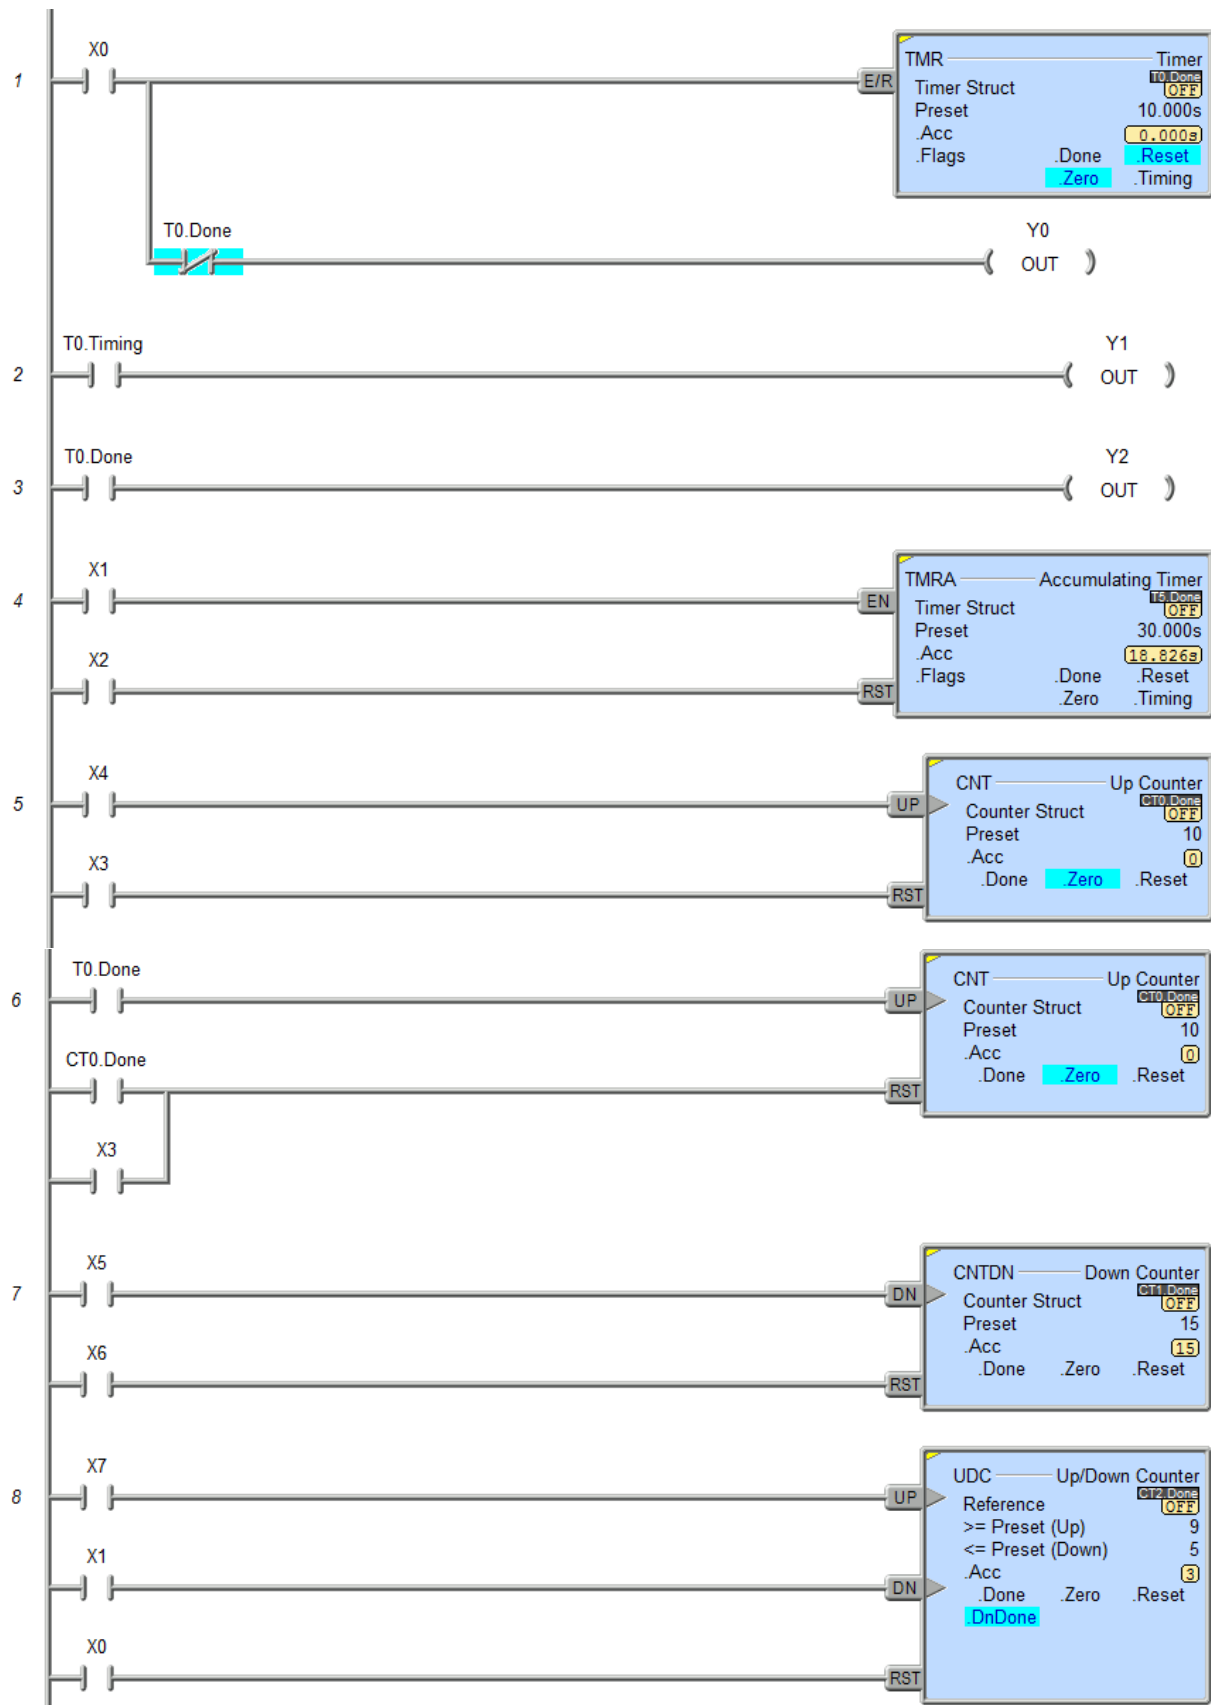 X0
1
E/R
TMR Timer
T0.Done
Timer Struct OFF
Preset 10.000s
.Acc 0.000s
.Flags .Done .Reset
.Zero .Timing
T0.Done Y0
OUT
T0.Timing Y1
2 OUT
T0.Done Y2
3 OUT
X1
4 EN
TMRA Accumulating Timer
T5.Done
Timer Struct OFF
Preset 30.000s
.Acc 18.826s
.Flags .Done .Reset
.Zero .Timing
X2
RST
X4
5 UP
CNT Up Counter
CT0.Done
Counter Struct OFF
Preset 10
.Acc 0
.Done .Zero .Reset
X3
RST
T0.Done
6 UP
CNT Up Counter
CT0.Done
Counter Struct OFF
Preset 10
.Acc 0
.Done .Zero .Reset
CT0.Done
RST
X3
X5
7 DN
CNTDN Down Counter
CT1.Done
Counter Struct OFF
Preset 15
.Acc 15
.Done .Zero .Reset
X6
RST
X7
8 UP
UDC Up/Down Counter
CT2.Done
Reference OFF
>= Preset (Up) 9
<= Preset (Down) 5
.Acc 3
.Done .Zero .Reset
.DnDone
X1
DN
X0
RST